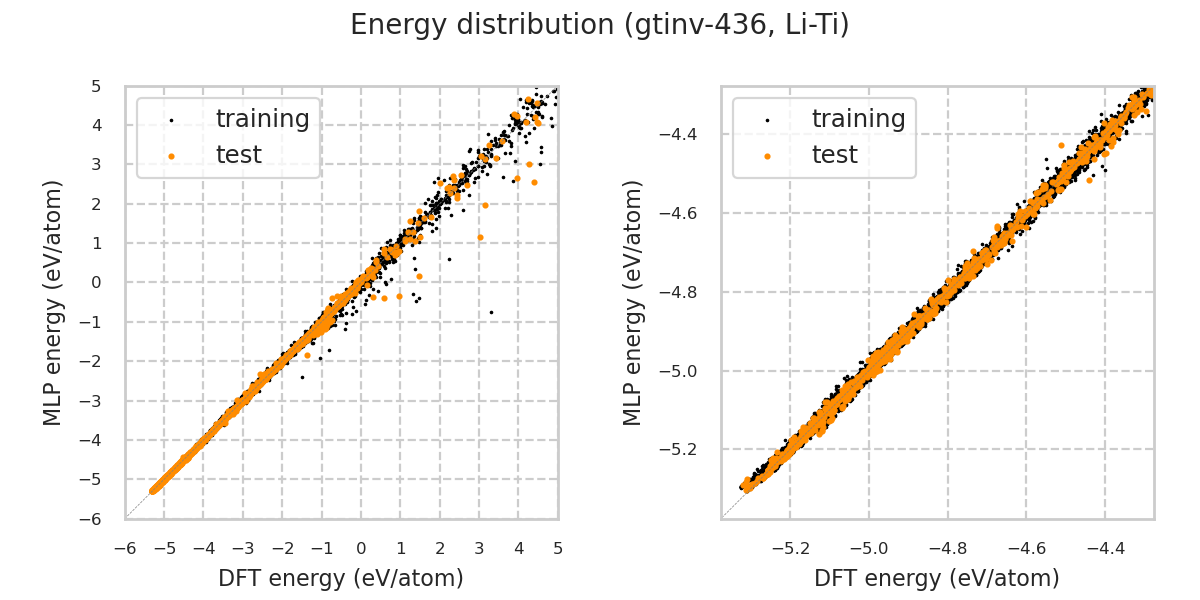 Energy distribution (gtinv-436, Li-Ti)
training
test
5
4
3
2
1
0
−1
−2
−3
−4
−5
−6
−6 −5 −4 −3 −2 −1 0 1 2 3 4 5
MLP energy (eV/atom)
DFT energy (eV/atom)
training
test
−4.4
−4.6
−4.8
−5.0
−5.2
−5.2 −5.0 −4.8 −4.6 −4.4
MLP energy (eV/atom)
DFT energy (eV/atom)